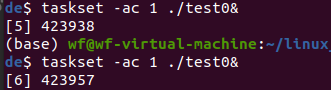 de$ taskset -ac 1 ./test0&
[5] 423938
(base) wf@wf-virtual-machine:~/linux_
de$ taskset -ac 1 ./test0&
[6] 423957